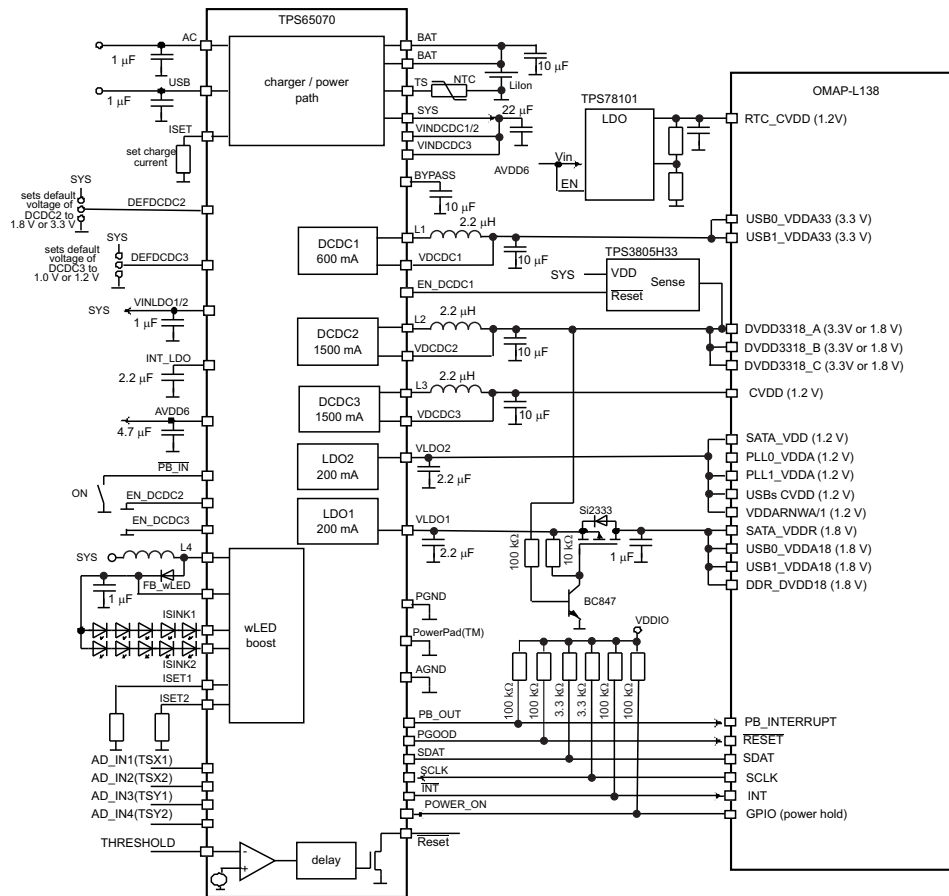 TPS65070
AC
1 μF
USB
1 μF
ISET
set charge
current
SYS
sets default
voltage of
DCDC2 to
1.8 V or 3.3 V
DEFDCDC2
sets default
voltage of
DCDC3 to
1.0 V or 1.2 V
SYS
DEFDCDC3
SYS
VINLDO1/2
1 μF
INT_LDO
2.2 μF
AVDD6
4.7 μF
PB_IN
ON
EN_DCDC2
EN_DCDC3
SYS
L4
FB_wLED
1 μF
ISINK1
ISINK2
ISET1
ISET2
AD_IN1(TSX1)
AD_IN2(TSX2)
AD_IN3(TSY1)
AD_IN4(TSY2)
THRESHOLD
charger / power
path
DCDC1
600 mA
DCDC2
1500 mA
DCDC3
1500 mA
LDO2
200 mA
LDO1
200 mA
wLED
boost
-
+
delay
BAT
BAT
10 μF
LiIon
TS
NTC
SYS
22 μF
VINDCDC1/2
VINDCDC3
BYPASS
10 μF
L1
2.2 μH
VDCDC1
10 μF
EN_DCDC1
L2
2.2 μH
VDCDC2
10 μF
L3
2.2 μH
VDCDC3
10 μF
VLDO2
2.2 μF
VLDO1
2.2 μF
PGND
PowerPad(TM)
AGND
PB_OUT
PGOOD
SDAT
SCLK
INT
POWER_ON
Reset
TPS78101
LDO
AVDD6
Vin
EN
TPS3805H33
SYS
VDD
Sense
Reset
Si2333
100 kΩ
10 kΩ
1 μF
BC847
VDDIO
100 kΩ
100 kΩ
3.3 kΩ
3.3 kΩ
100 kΩ
100 kΩ
OMAP-L138
RTC_CVDD (1.2V)
USB0_VDDA33 (3.3 V)
USB1_VDDA33 (3.3 V)
DVDD3318_A (3.3V or 1.8 V)
DVDD3318_B (3.3V or 1.8 V)
DVDD3318_C (3.3V or 1.8 V)
CVDD (1.2 V)
SATA_VDD (1.2 V)
PLL0_VDDA (1.2 V)
PLL1_VDDA (1.2 V)
USBs CVDD (1.2 V)
VDDARNWA/1 (1.2 V)
SATA_VDDR (1.8 V)
USB0_VDDA18 (1.8 V)
USB1_VDDA18 (1.8 V)
DDR_DVDD18 (1.8 V)
PB_INTERRUPT
RESET
SDAT
SCLK
INT
GPIO (power hold)